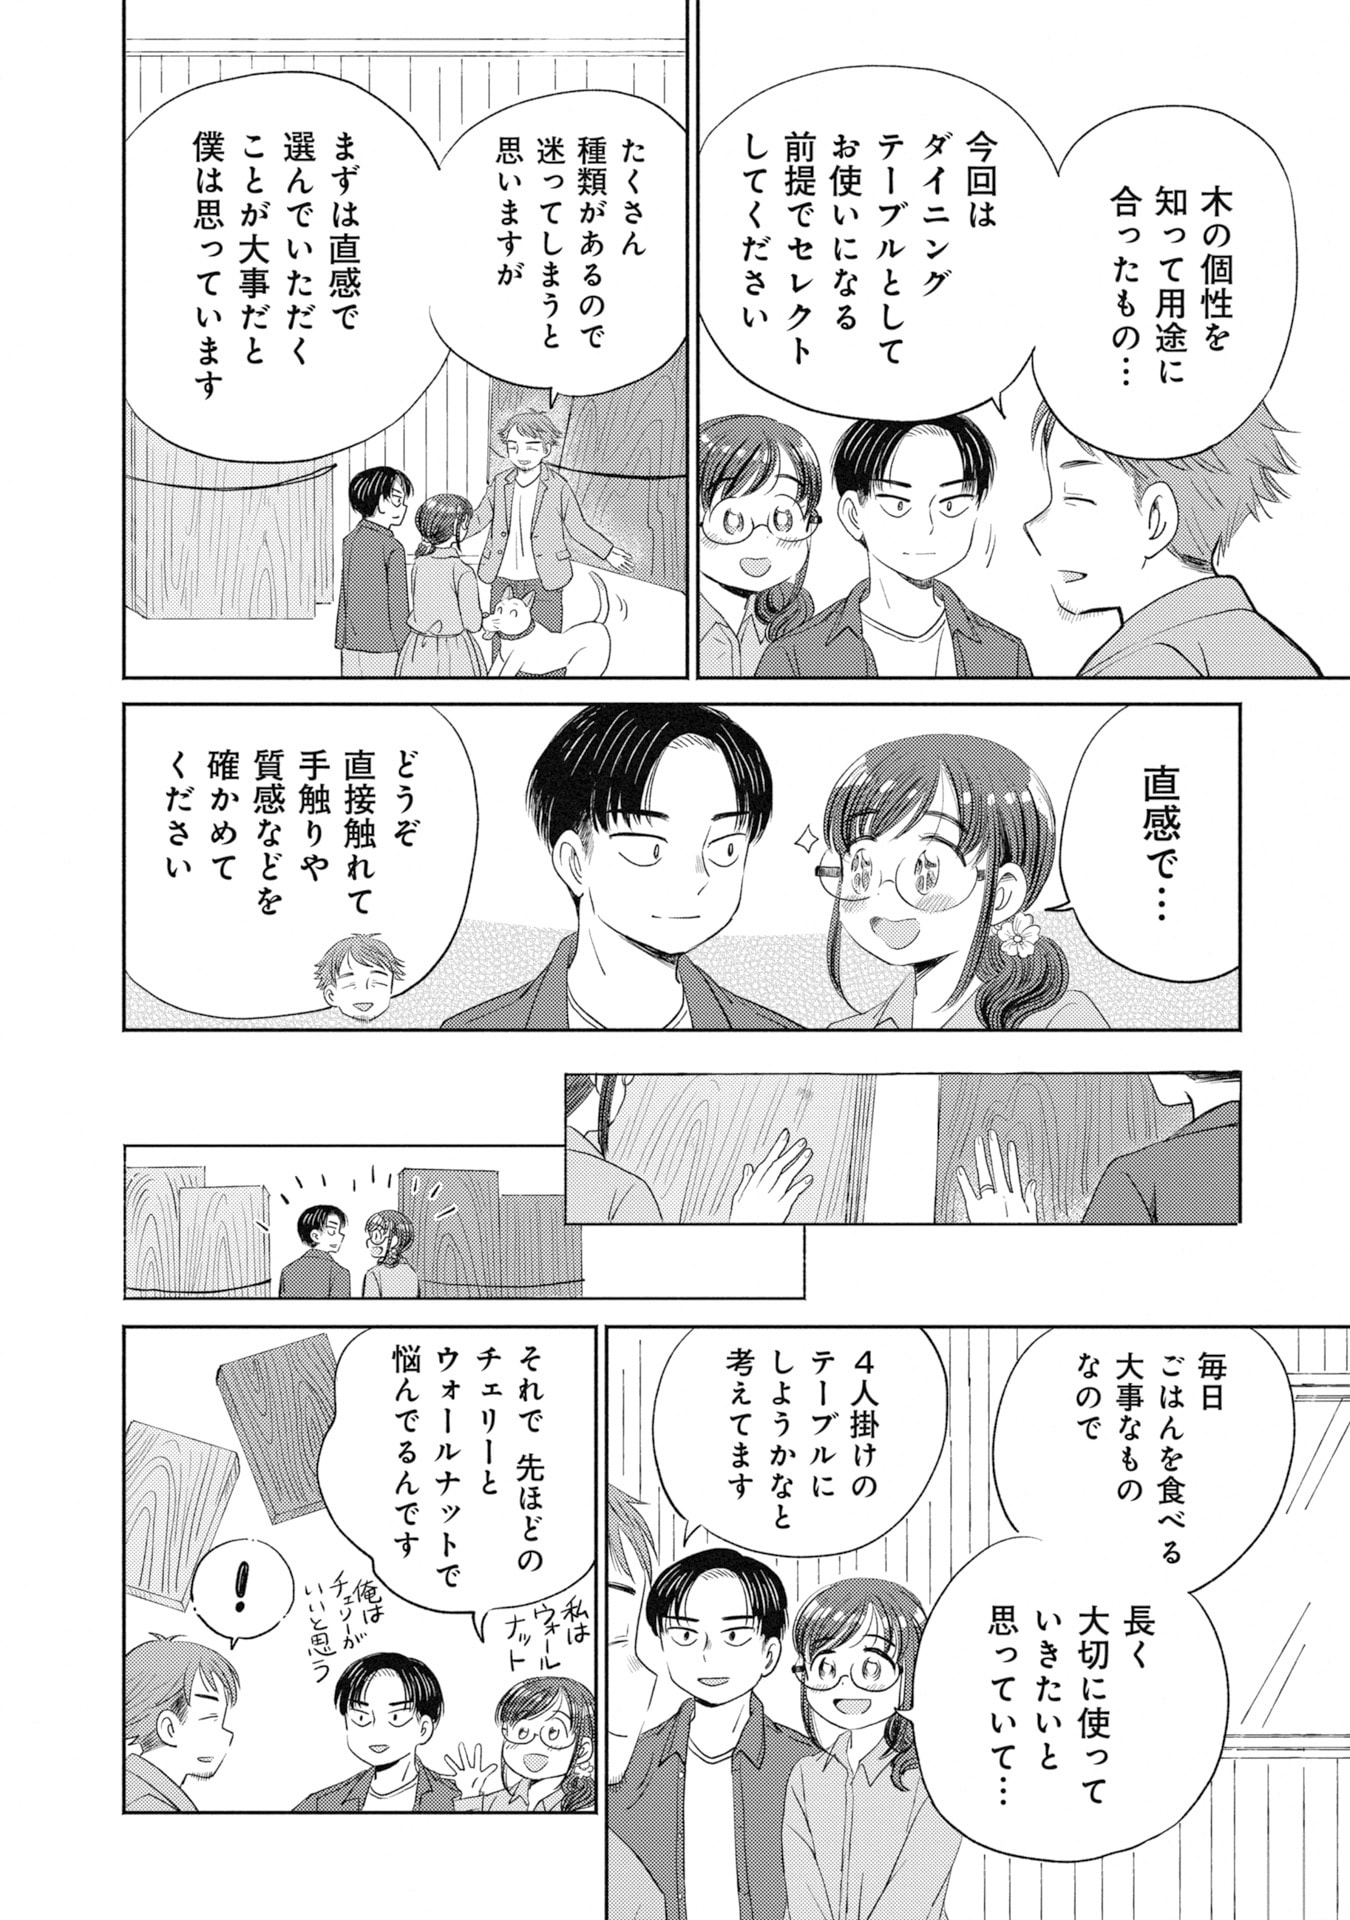 木の個性を
知って用途に
合ったもの…
今回は
ダイニング
テーブルとして
お使いになる
前提でセレクト
してください
たくさん
種類があるので
迷ってしまうと
思いますが
まずは直感で
選んでいただく
ことが大事だと
僕は思っています
直感で…
どうぞ
直接触れて
手触りや
質感などを
確かめて
ください
毎日
ごはんを食べる
大事なもの
なので
長く
大切に使って
いきたいと
思っていて…
4人掛けの
テーブルに
しようかなと
考えてます
それで 先ほどの
チェリーと
ウォールナットで
悩んでるんです
私は
ウォール
ナット
俺は
チェリーが
いいと思う
！